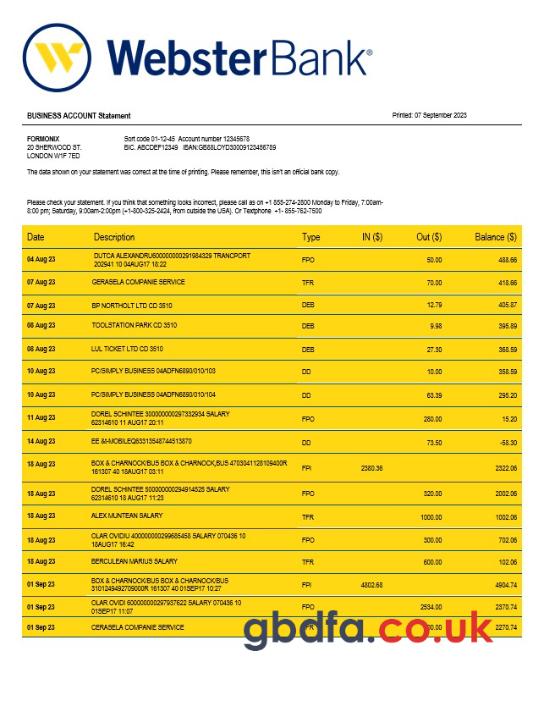 WebsterBank®
BUSINESS ACCOUNT Statement Printed: 07 September 2023
FORMONIX Sort code 01-12-45 Account number 12345678
20 SHERWOOD ST. BIC. ABCDEF12349 IBAN:GB88LOYD30009123456789
LONDON W1F 7ED
The data shown on your statement was correct at the time of printing. Please remember, this isn't an official bank copy.
Please check your statement. If you think that something looks incorrect, please call as on +1 855-274-2800 Monday to Friday, 7:00am-
8:00 pm; Saturday, 9:00am-2:00pm (+1-800-325-2424, from outside the USA). Or Textphone +1- 855-762-7500
Date Description Type IN ($) Out ($) Balance ($)
04 Aug 23 DUTCA ALEXANDRU600000000291984329 TRANCPORT
202941 10 04AUG17 18:22 FPO 50.00 488.66
07 Aug 23 GERASELA COMPANIE SERVICE TFR 70.00 418.66
07 Aug 23 BP NORTHOLT LTD CD 3510 DEB 12.79 405.87
08 Aug 23 TOOLSTATION PARK CD 3510 DEB 9.98 395.89
08 Aug 23 LUL TICKET LTD CD 3510 DEB 27.30 368.59
10 Aug 23 PC/SIMPLY BUSINESS 04ADFN6893/010/103 DD 10.00 358.59
10 Aug 23 PC/SIMPLY BUSINESS 04ADFN6893/010/104 DD 63.39 295.20
11 Aug 23 DOREL SCHINTEE 300000000297332934 SALARY
62314610 11 AUG17 20:11 FPO 280.00 15.20
14 Aug 23 DD 73.50 -58.30
18 Aug 23 BOX & CHARNOCK/BUS BOX & CHARNOCK,BUS 4703041128109400R
161307 40 18AUG17 03:11 FPI 2380.36 2322.06
18 Aug 23 DOREL SCHINTEE 500000000294914525 SALARY
62314610 18 AUG17 11:23 FPO 320.00 2002.06
18 Aug 23 ALEX MUNTEAN SALARY TFR 1000.00 1002.06
18 Aug 23 OLAR OVIDIU 400000000299685458 SALARY 070436 10
18AUG17 16:42 FPO 300.00 702.06
18 Aug 23 BERCULEAN MARIUS SALARY TFR 600.00 102.06
01 Sep 23 BOX & CHARNOCK/BUS BOX & CHARNOCK/BUS
3101249492709000R 161307 40 01SEP17 10:27 FPI 4802.68 4904.74
01 Sep 23 OLAR OVIDI 600000000297937622 SALARY 070436 10
01SEP17 11:07 FPO 2534.00 2370.74
01 Sep 23 CERASELA COMPANIE SERVICE 2270.74
gbdfa.co.uk